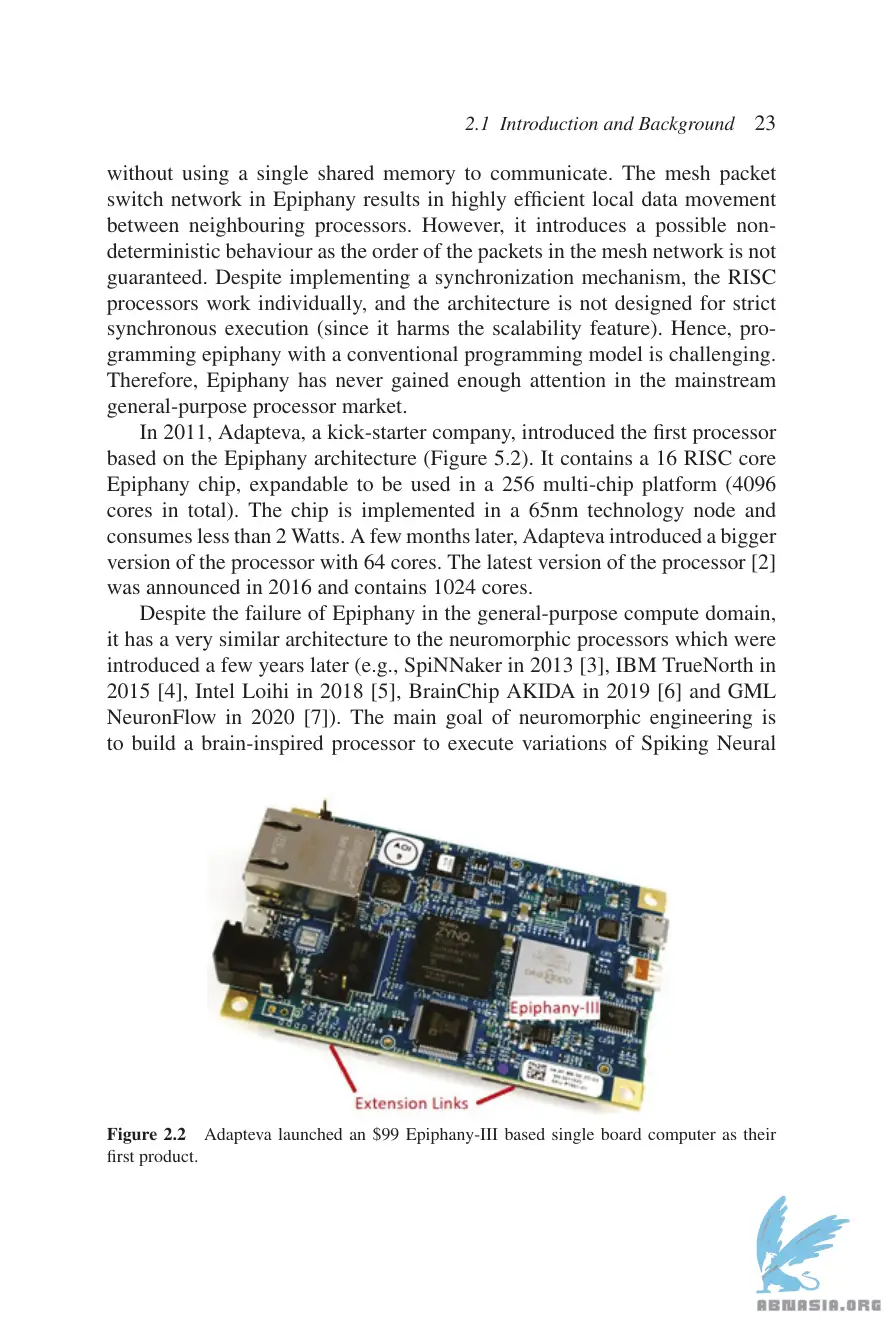 2.1 Introduction and Background 23
without using a single shared memory to communicate. The mesh packet
switch network in Epiphany results in highly efficient local data movement
between neighbouring processors. However, it introduces a possible non-
deterministic behaviour as the order of the packets in the mesh network is not
guaranteed. Despite implementing a synchronization mechanism, the RISC
processors work individually, and the architecture is not designed for strict
synchronous execution (since it harms the scalability feature). Hence, pro-
gramming epiphany with a conventional programming model is challenging.
Therefore, Epiphany has never gained enough attention in the mainstream
general-purpose processor market.
In 2011, Adapteva, a kick-starter company, introduced the first processor
based on the Epiphany architecture (Figure 5.2). It contains a 16 RISC core
Epiphany chip, expandable to be used in a 256 multi-chip platform (4096
cores in total). The chip is implemented in a 65nm technology node and
consumes less than 2 Watts. A few months later, Adapteva introduced a bigger
version of the processor with 64 cores. The latest version of the processor [2]
was announced in 2016 and contains 1024 cores.
Despite the failure of Epiphany in the general-purpose compute domain,
it has a very similar architecture to the neuromorphic processors which were
introduced a few years later (e.g., SpiNNaker in 2013 [3], IBM TrueNorth in
2015 [4], Intel Loihi in 2018 [5], BrainChip AKIDA in 2019 [6] and GML
NeuronFlow in 2020 [7]). The main goal of neuromorphic engineering is
to build a brain-inspired processor to execute variations of Spiking Neural
AOI
PARALLELLA
ZYNQ
Epiphany-III
Extension Links
Figure 2.2 Adapteva launched an $99 Epiphany-III based single board computer as their
first product.
ABNASIA.ORG